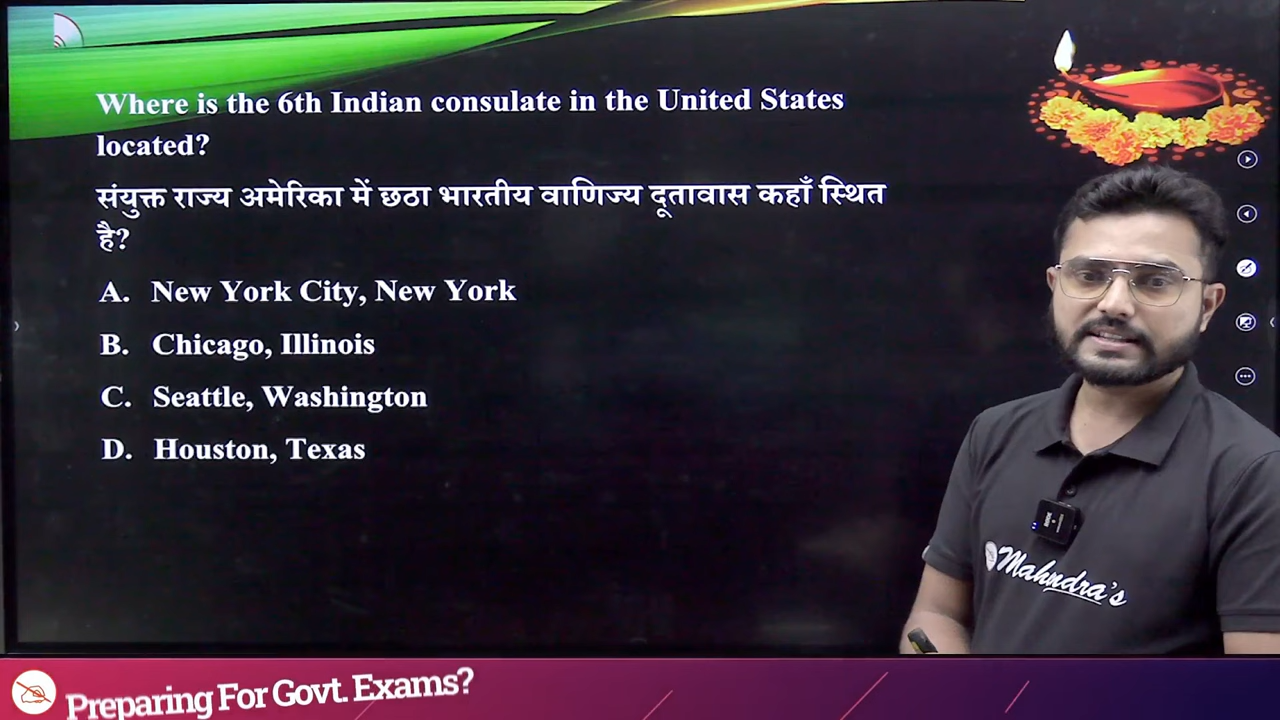 Where is the 6th Indian consulate in the United States
located?
संयुक्त राज्य अमेरिका में छठा भारतीय वाणिज्य दूतावास कहाँ स्थित
है?
A. New York City, New York
B. Chicago, Illinois
C. Seattle, Washington
D. Houston, Texas
Mahendra's
Preparing For Govt. Exams?